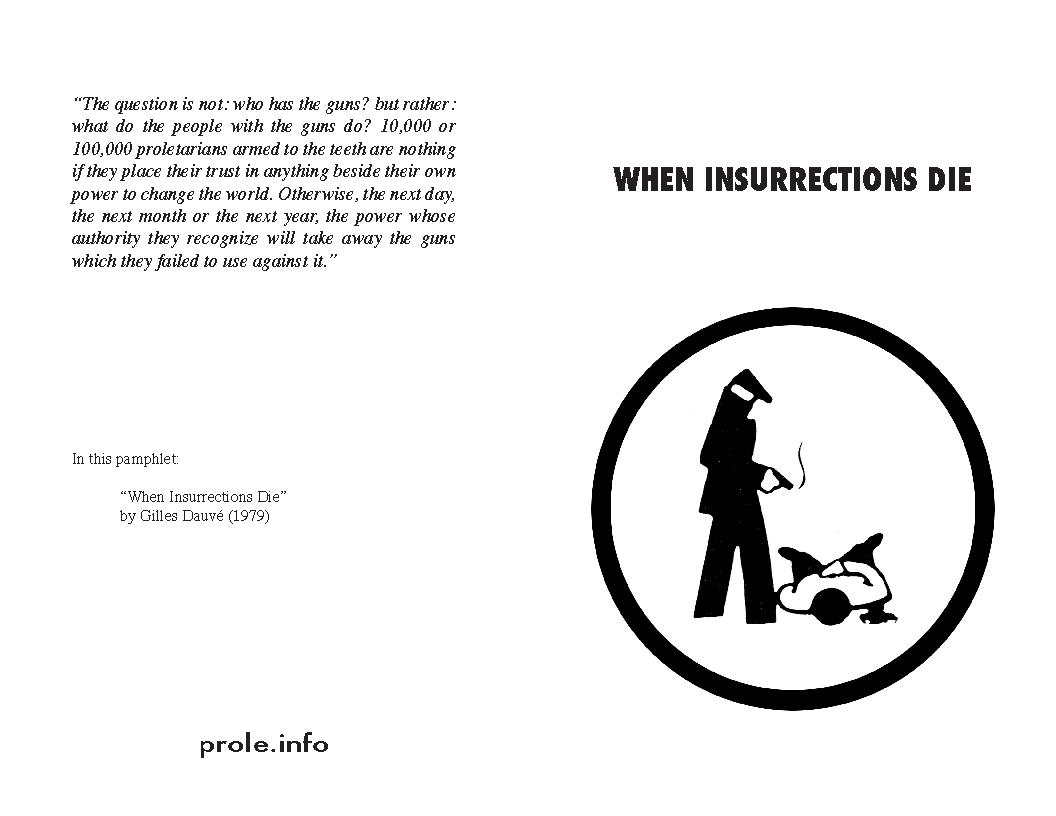 “The question is not: who has the guns? but rather:
what do the people with the guns do? 10,000 or
100,000 proletarians armed to the teeth are nothing
if they place their trust in anything beside their own
power to change the world. Otherwise, the next day,
the next month or the next year, the power whose
authority they recognize will take away the guns
which they failed to use against it.”
In this pamphlet:
“When Insurrections Die”
by Gilles Dauvé (1979)
prole.info
WHEN INSURRECTIONS DIE